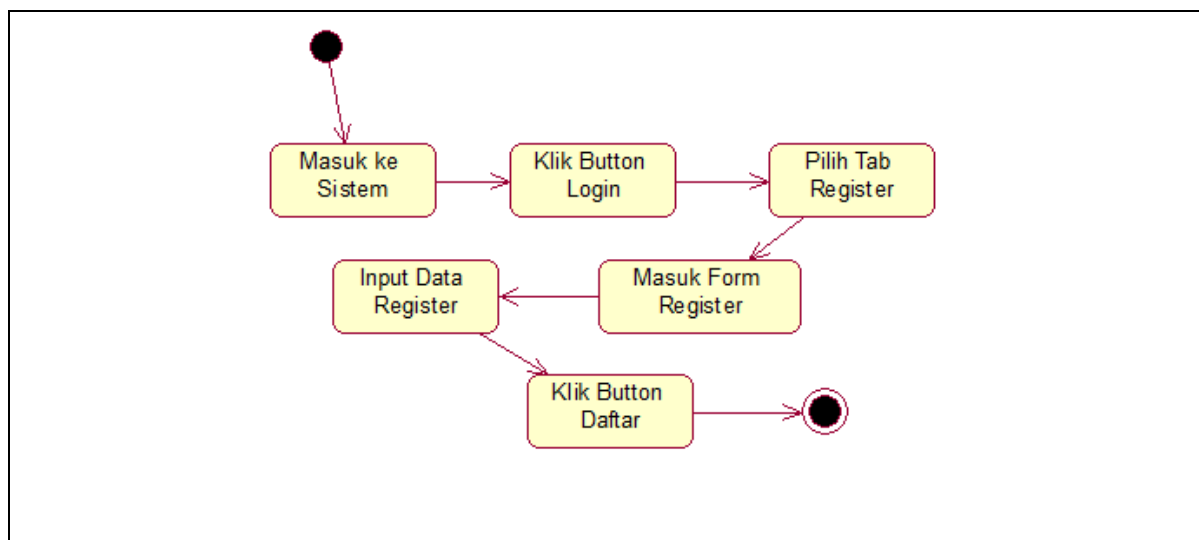 Masuk ke
Sistem
Klik Button
Login
Pilih Tab
Register
Masuk Form
Register
Input Data
Register
Klik Button
Daftar